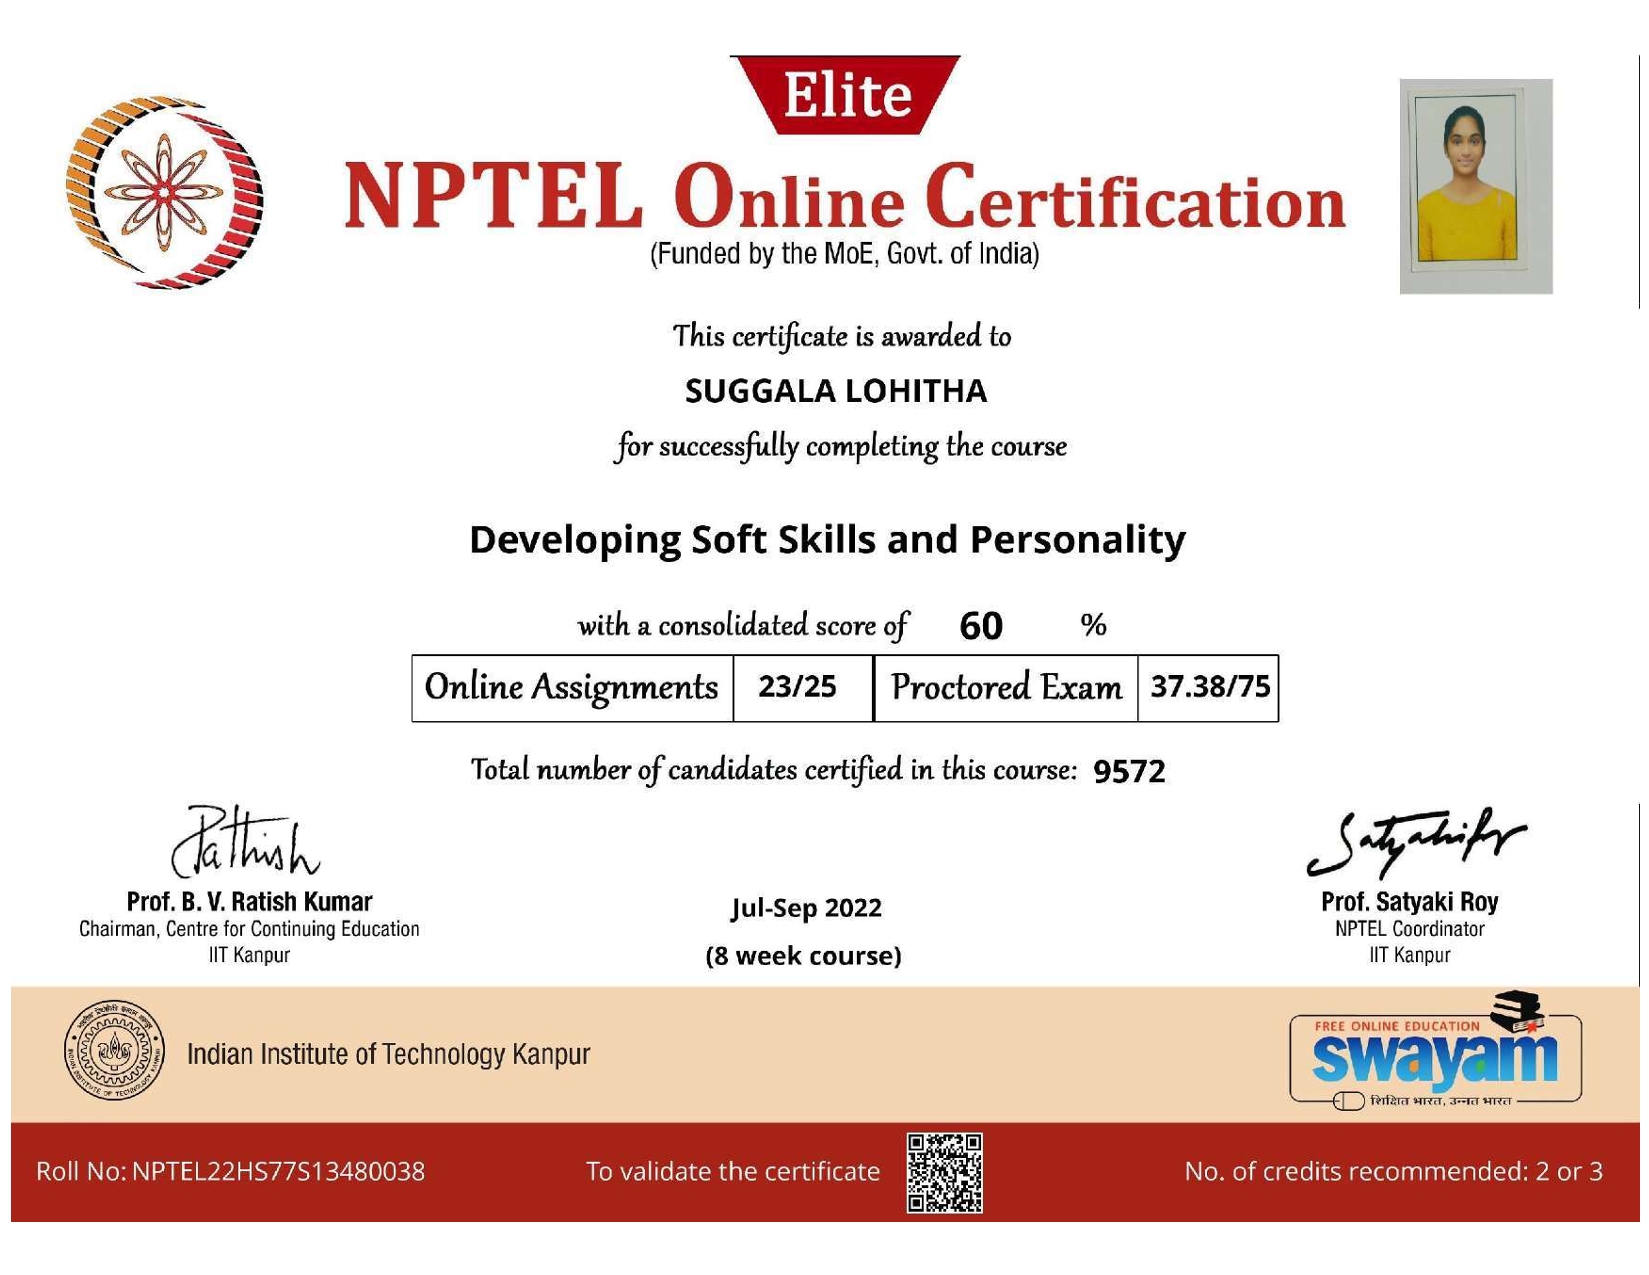 Elite
NPTEL Online Certification
(Funded by the MoE, Govt. of India)
This certificate is awarded to
SUGGALA LOHITHA
for successfully completing the course
Developing Soft Skills and Personality
with a consolidated score of 60 %
Online Assignments 23/25 Proctored Exam 37.38/75
Total number of candidates certified in this course: 9572
Prof. B. V. Ratish Kumar
Chairman, Centre for Continuing Education
IIT Kanpur
Jul-Sep 2022
(8 week course)
Prof. Satyaki Roy
NPTEL Coordinator
IIT Kanpur
Indian Institute of Technology Kanpur
FREE ONLINE EDUCATION
swayam
शिक्षित भारत, उन्नत भारत
Roll No: NPTEL22HS77S13480038
To validate the certificate
No. of credits recommended: 2 or 3